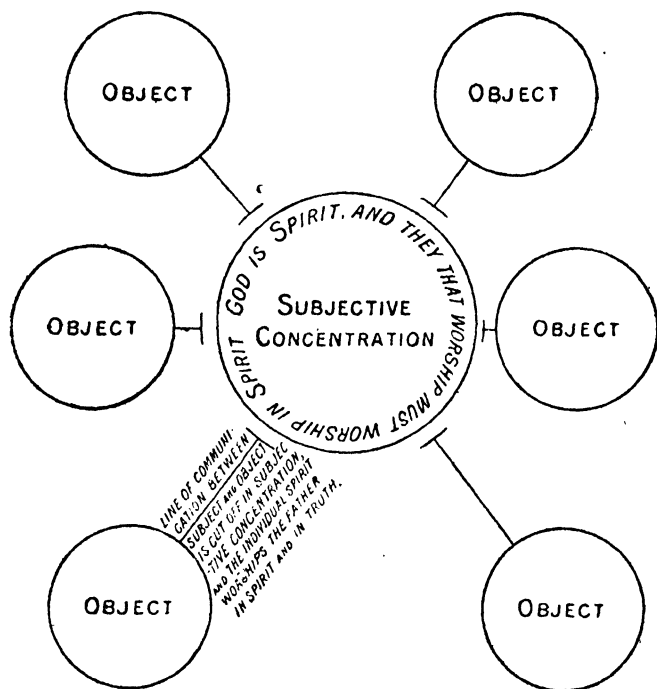 OBJECT
OBJECT
GOD IS SPIRIT, AND THEY THAT WORSHIP MUST WORSHIP IN SPIRIT
SUBJECTIVE
CONCENTRATION
OBJECT
OBJECT
LINE OF COMMUNI-
CATION BETWEEN
SUBJECT AND OBJECT
IS CUT OFF IN SUBJEC
-TIVE CONCENTRATION,
AND THE INDIVIDUAL SPIRIT
WORSHIPS THE FATHER
IN SPIRIT AND IN TRUTH.
OBJECT
OBJECT